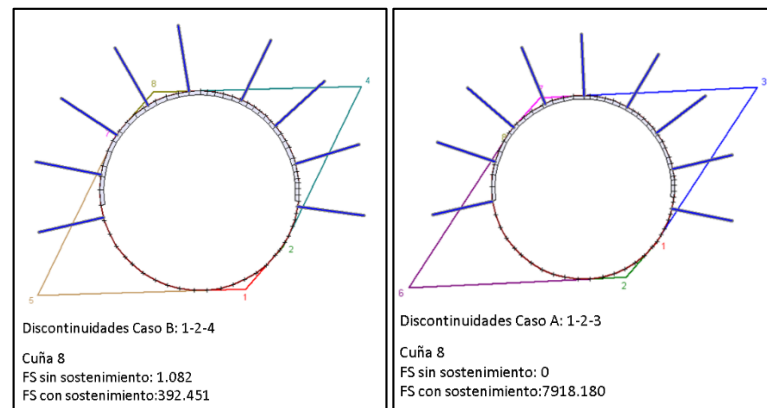 8
4
7
5
2
1
Discontinuidades Caso B: 1-2-4
Cuña 8
FS sin sostenimiento: 1.082
FS con sostenimiento:392.451
7
3
8
6
1
2
Discontinuidades Caso A: 1-2-3
Cuña 8
FS sin sostenimiento: 0
FS con sostenimiento:7918.180